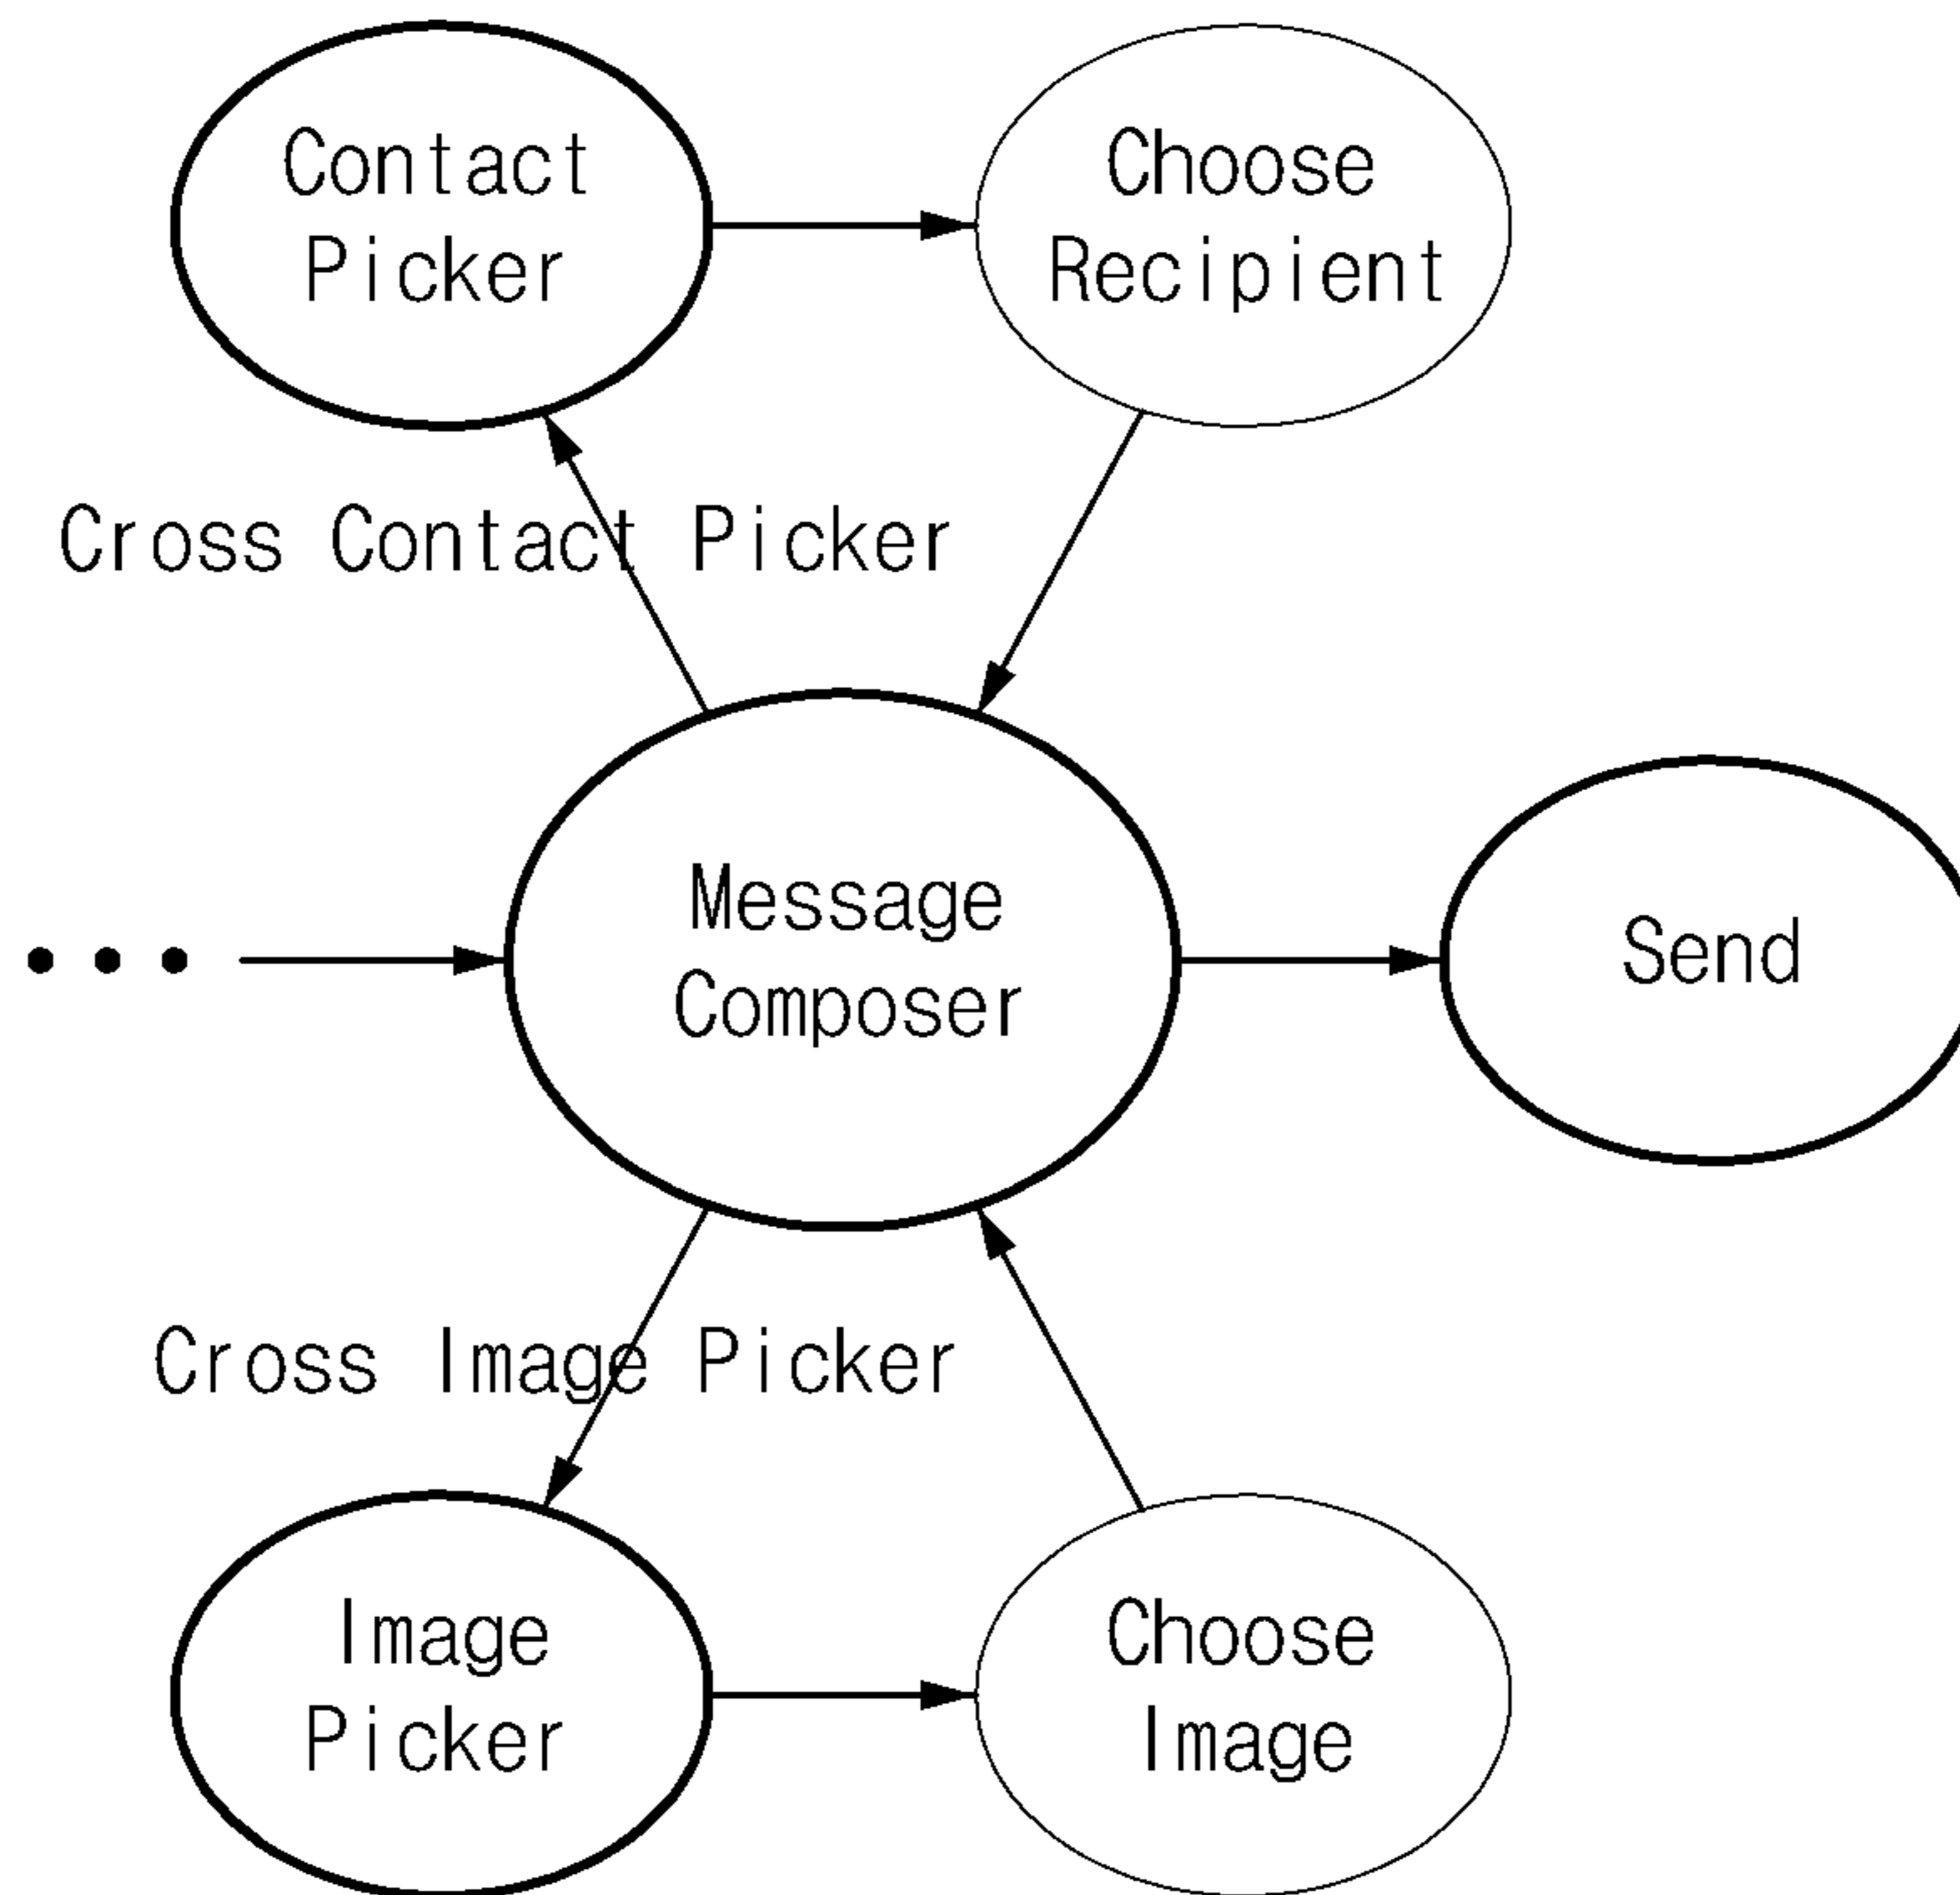 Contact
Picker
Choose
Recipient
Cross Contact Picker
Message
Composer
Send
Cross Image Picker
Image
Picker
Choose
Image